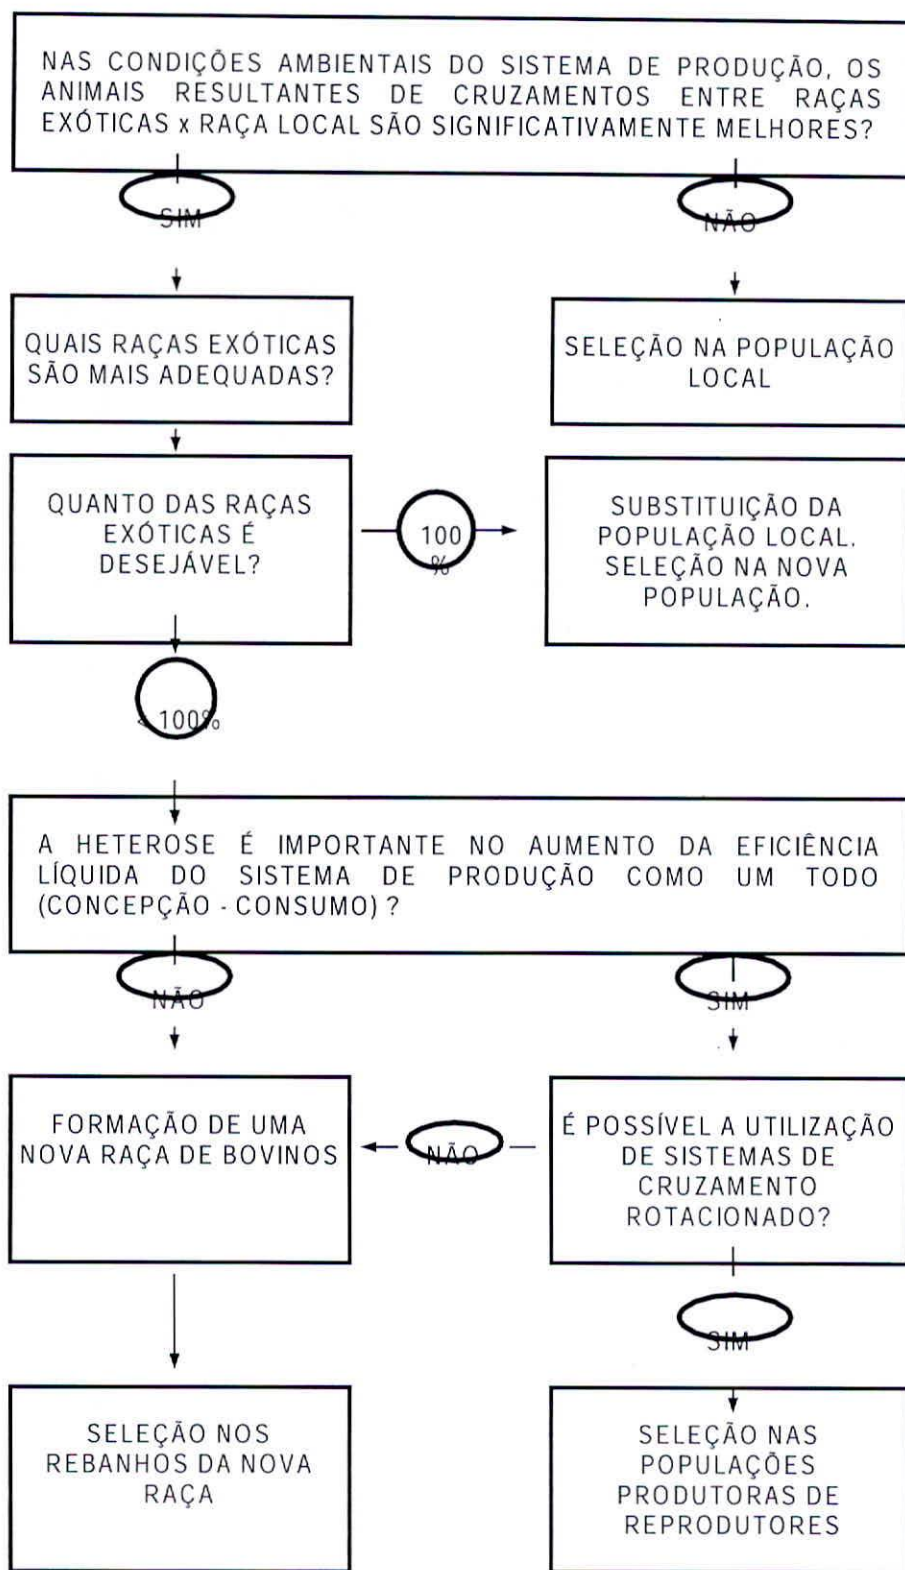 NAS CONDIÇÕES AMBIENTAIS DO SISTEMA DE PRODUÇÃO, OS
ANIMAIS RESULTANTES DE CRUZAMENTOS ENTRE RAÇAS
EXÓTICAS x RAÇA LOCAL SÃO SIGNIFICATIVAMENTE MELHORES?
SIM
NÃO
QUAIS RAÇAS EXÓTICAS
SÃO MAIS ADEQUADAS?
SELEÇÃO NA POPULAÇÃO
LOCAL
QUANTO DAS RAÇAS
EXÓTICAS É
DESEJÁVEL?
100
%
SUBSTITUIÇÃO DA
POPULAÇÃO LOCAL.
SELEÇÃO NA NOVA
POPULAÇÃO.
< 100%
A HETEROSE É IMPORTANTE NO AUMENTO DA EFICIÊNCIA
LÍQUIDA DO SISTEMA DE PRODUÇÃO COMO UM TODO
(CONCEPÇÃO - CONSUMO) ?
NÃO
SIM
FORMAÇÃO DE UMA
NOVA RAÇA DE BOVINOS
NÃO
É POSSÍVEL A UTILIZAÇÃO
DE SISTEMAS DE
CRUZAMENTO
ROTACIONADO?
SIM
SELEÇÃO NOS
REBANHOS DA NOVA
RAÇA
SELEÇÃO NAS
POPULAÇÕES
PRODUTORAS DE
REPRODUTORES